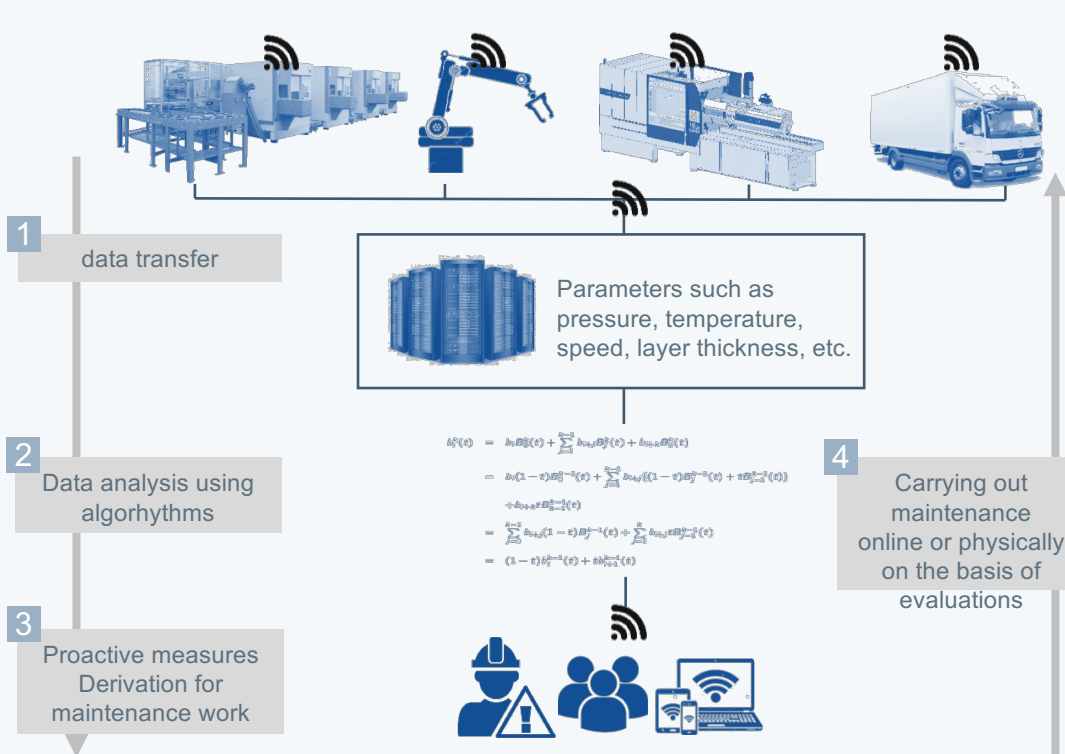 1
data transfer
Parameters such as
pressure, temperature,
speed, layer thickness, etc.
2
Data analysis using
algorhythms
3
Proactive measures
Derivation for
maintenance work
4
Carrying out
maintenance
online or physically
on the basis of
evaluations